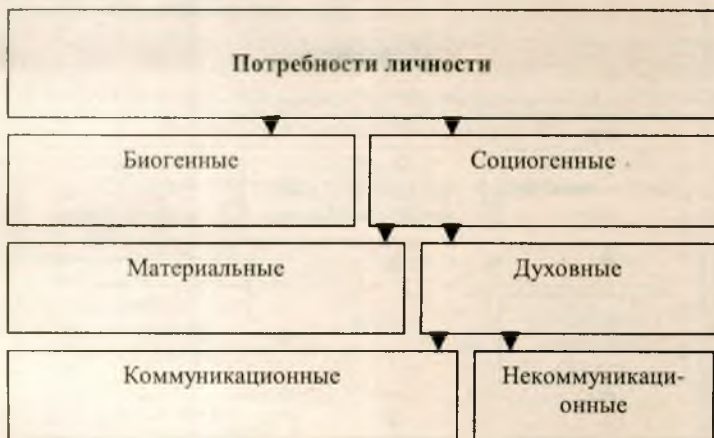 Потребности личности
Биогенные
Социогенные
Материальные
Духовные
Коммуникационные
Некоммуникаци-
онные